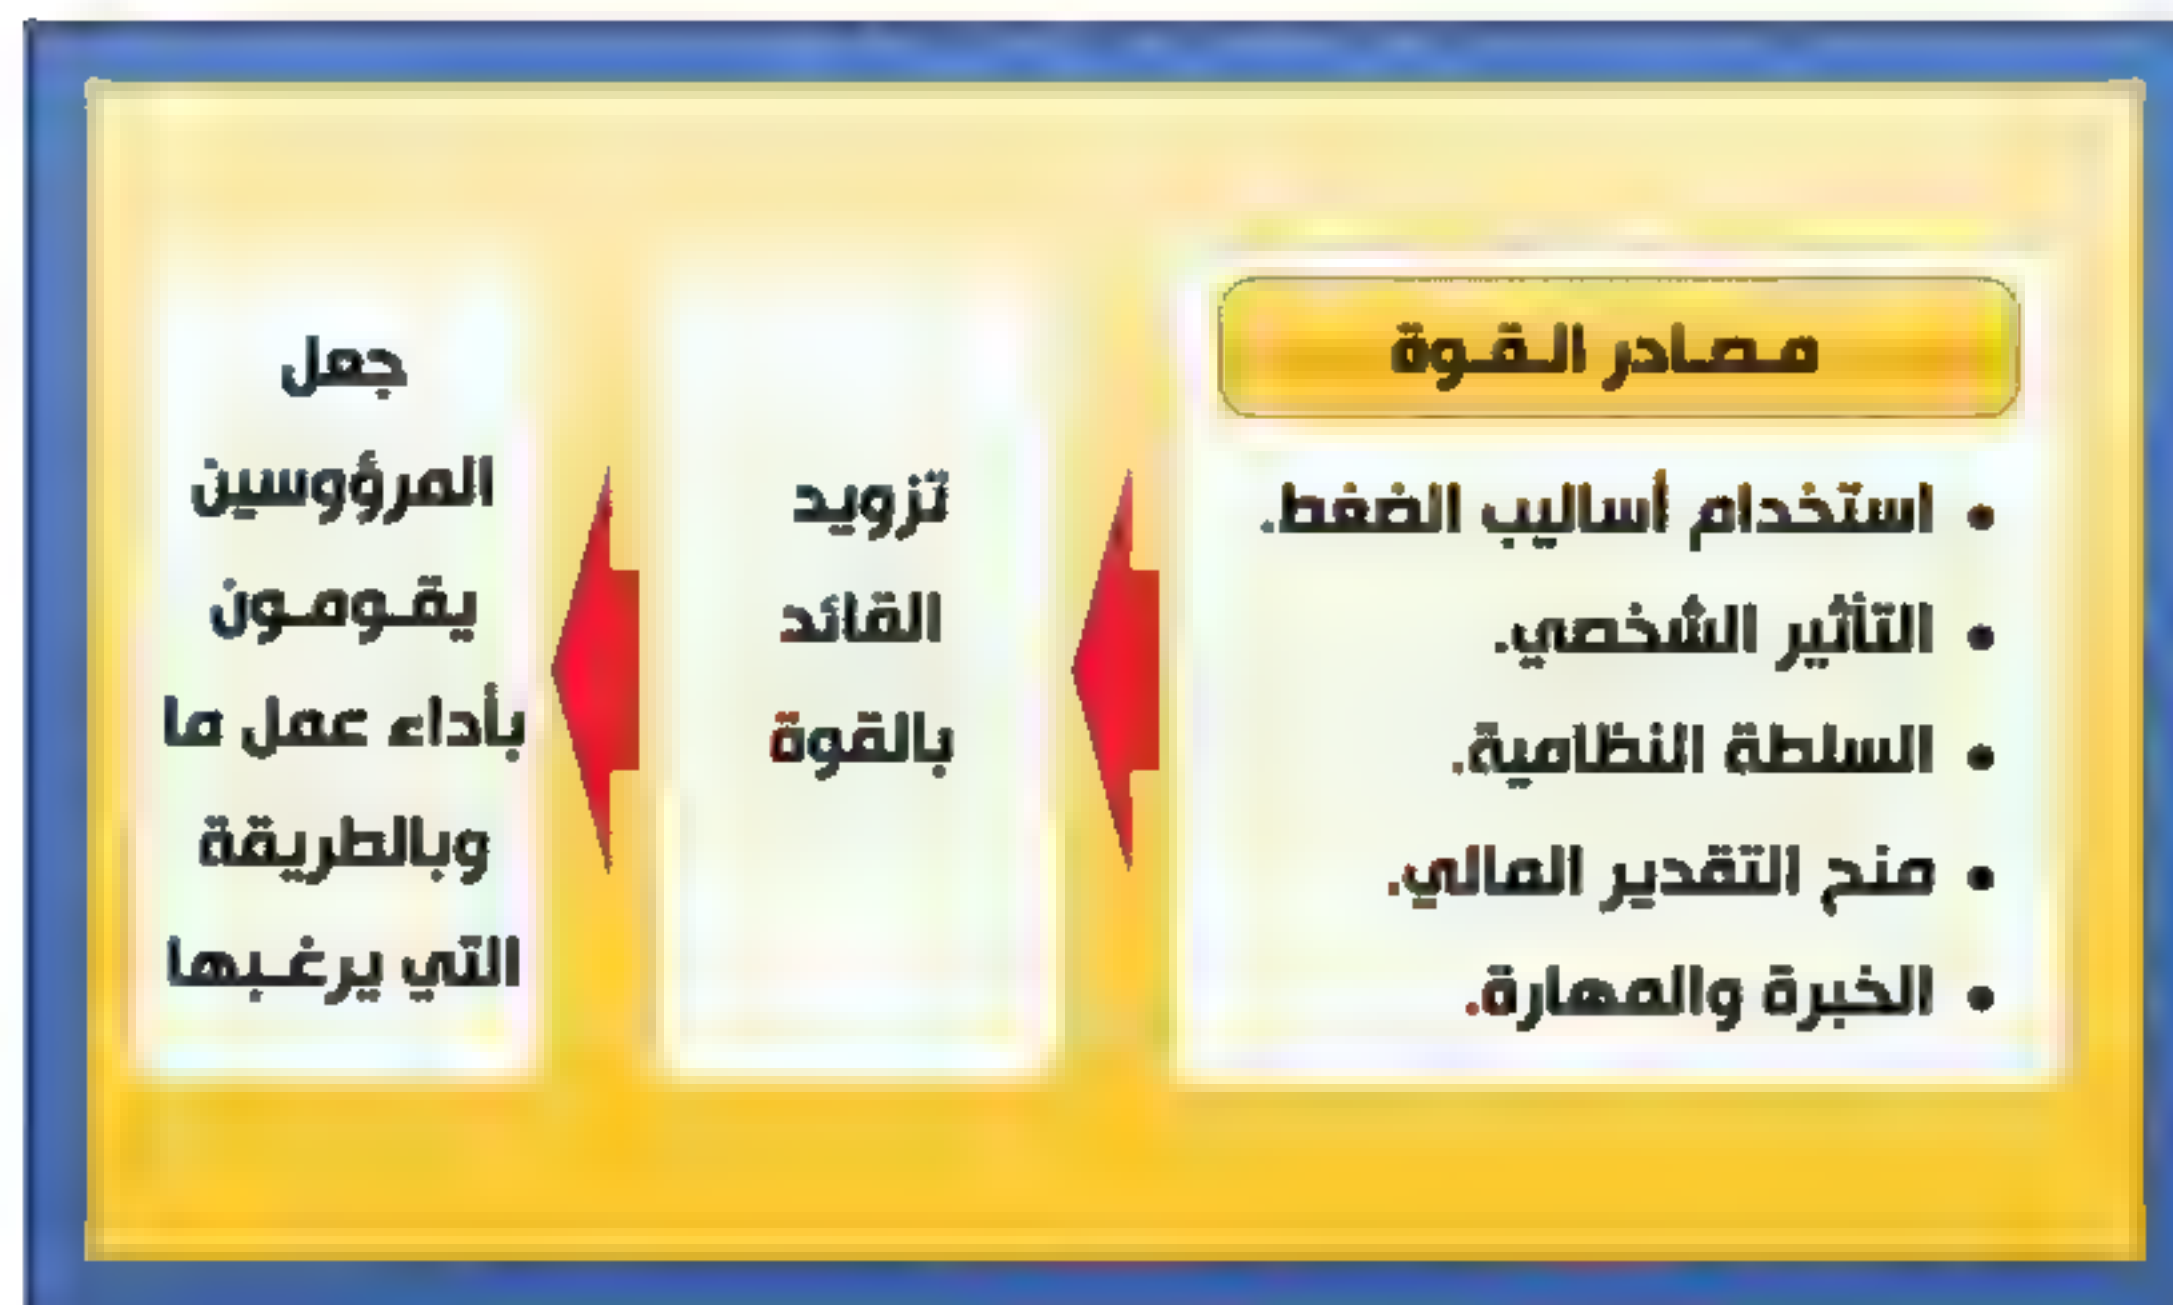 مصادر القوة
• استخدام أساليب الضغط.
• التأثير الشخصي.
• السلطة النظامية.
• منح التقدير المالي.
• الخبرة والمهارة.
تزويد
القائد
بالقوة
جعل
المرؤوسين
يقومون
بأداء عمل ما
وبالطريقة
التي يرغبها